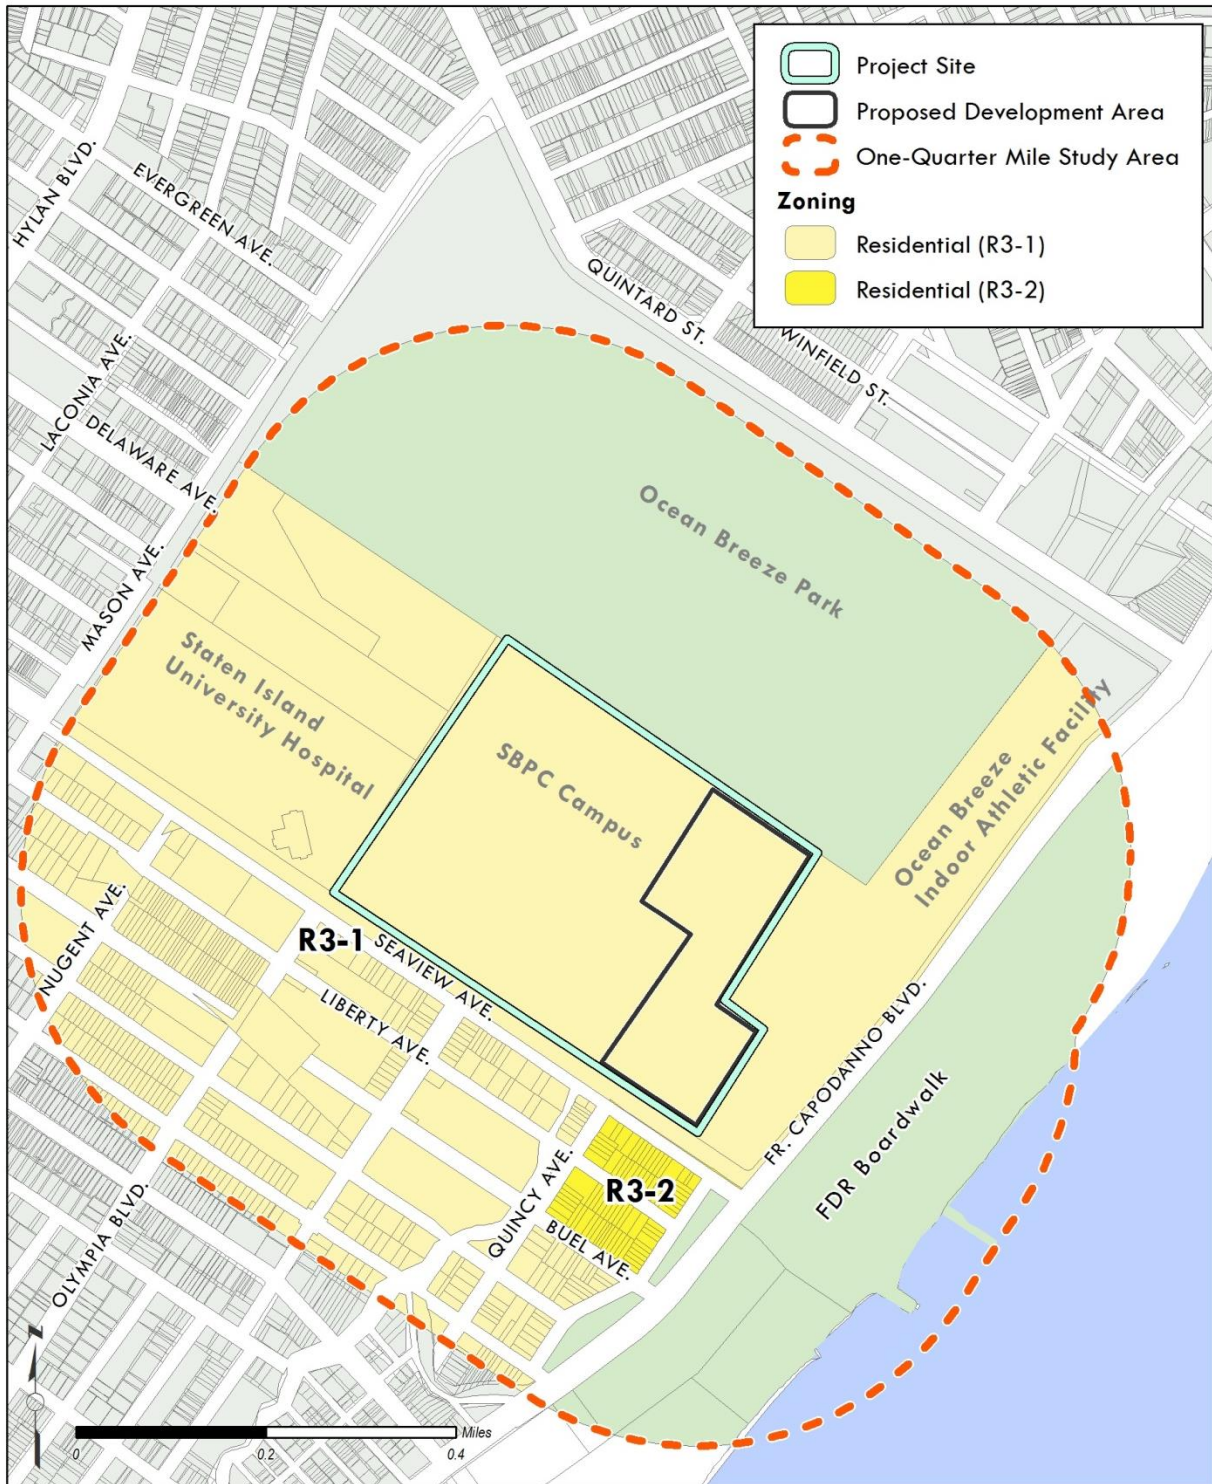 Project Site
Proposed Development Area
One-Quarter Mile Study Area
Zoning
Residential (R3-1)
Residential (R3-2)
HYLAN BLVD.
EVERGREEN AVE.
QUINTARD ST.
WINFIELD ST.
LACONIA AVE.
DELAWARE AVE.
MASON AVE.
Ocean Breeze Park
Staten Island
University Hospital
SBPC Campus
Ocean Breeze
Indoor Athletic Facility
NUGENT AVE.
R3-1
SEAVIEW AVE.
LIBERTY AVE.
FR. CAPODANNO BLVD.
FDR Boardwalk
QUINCY AVE.
R3-2
BUEL AVE.
OLYMPIA BLVD.
N
Miles
0
0.2
0.4